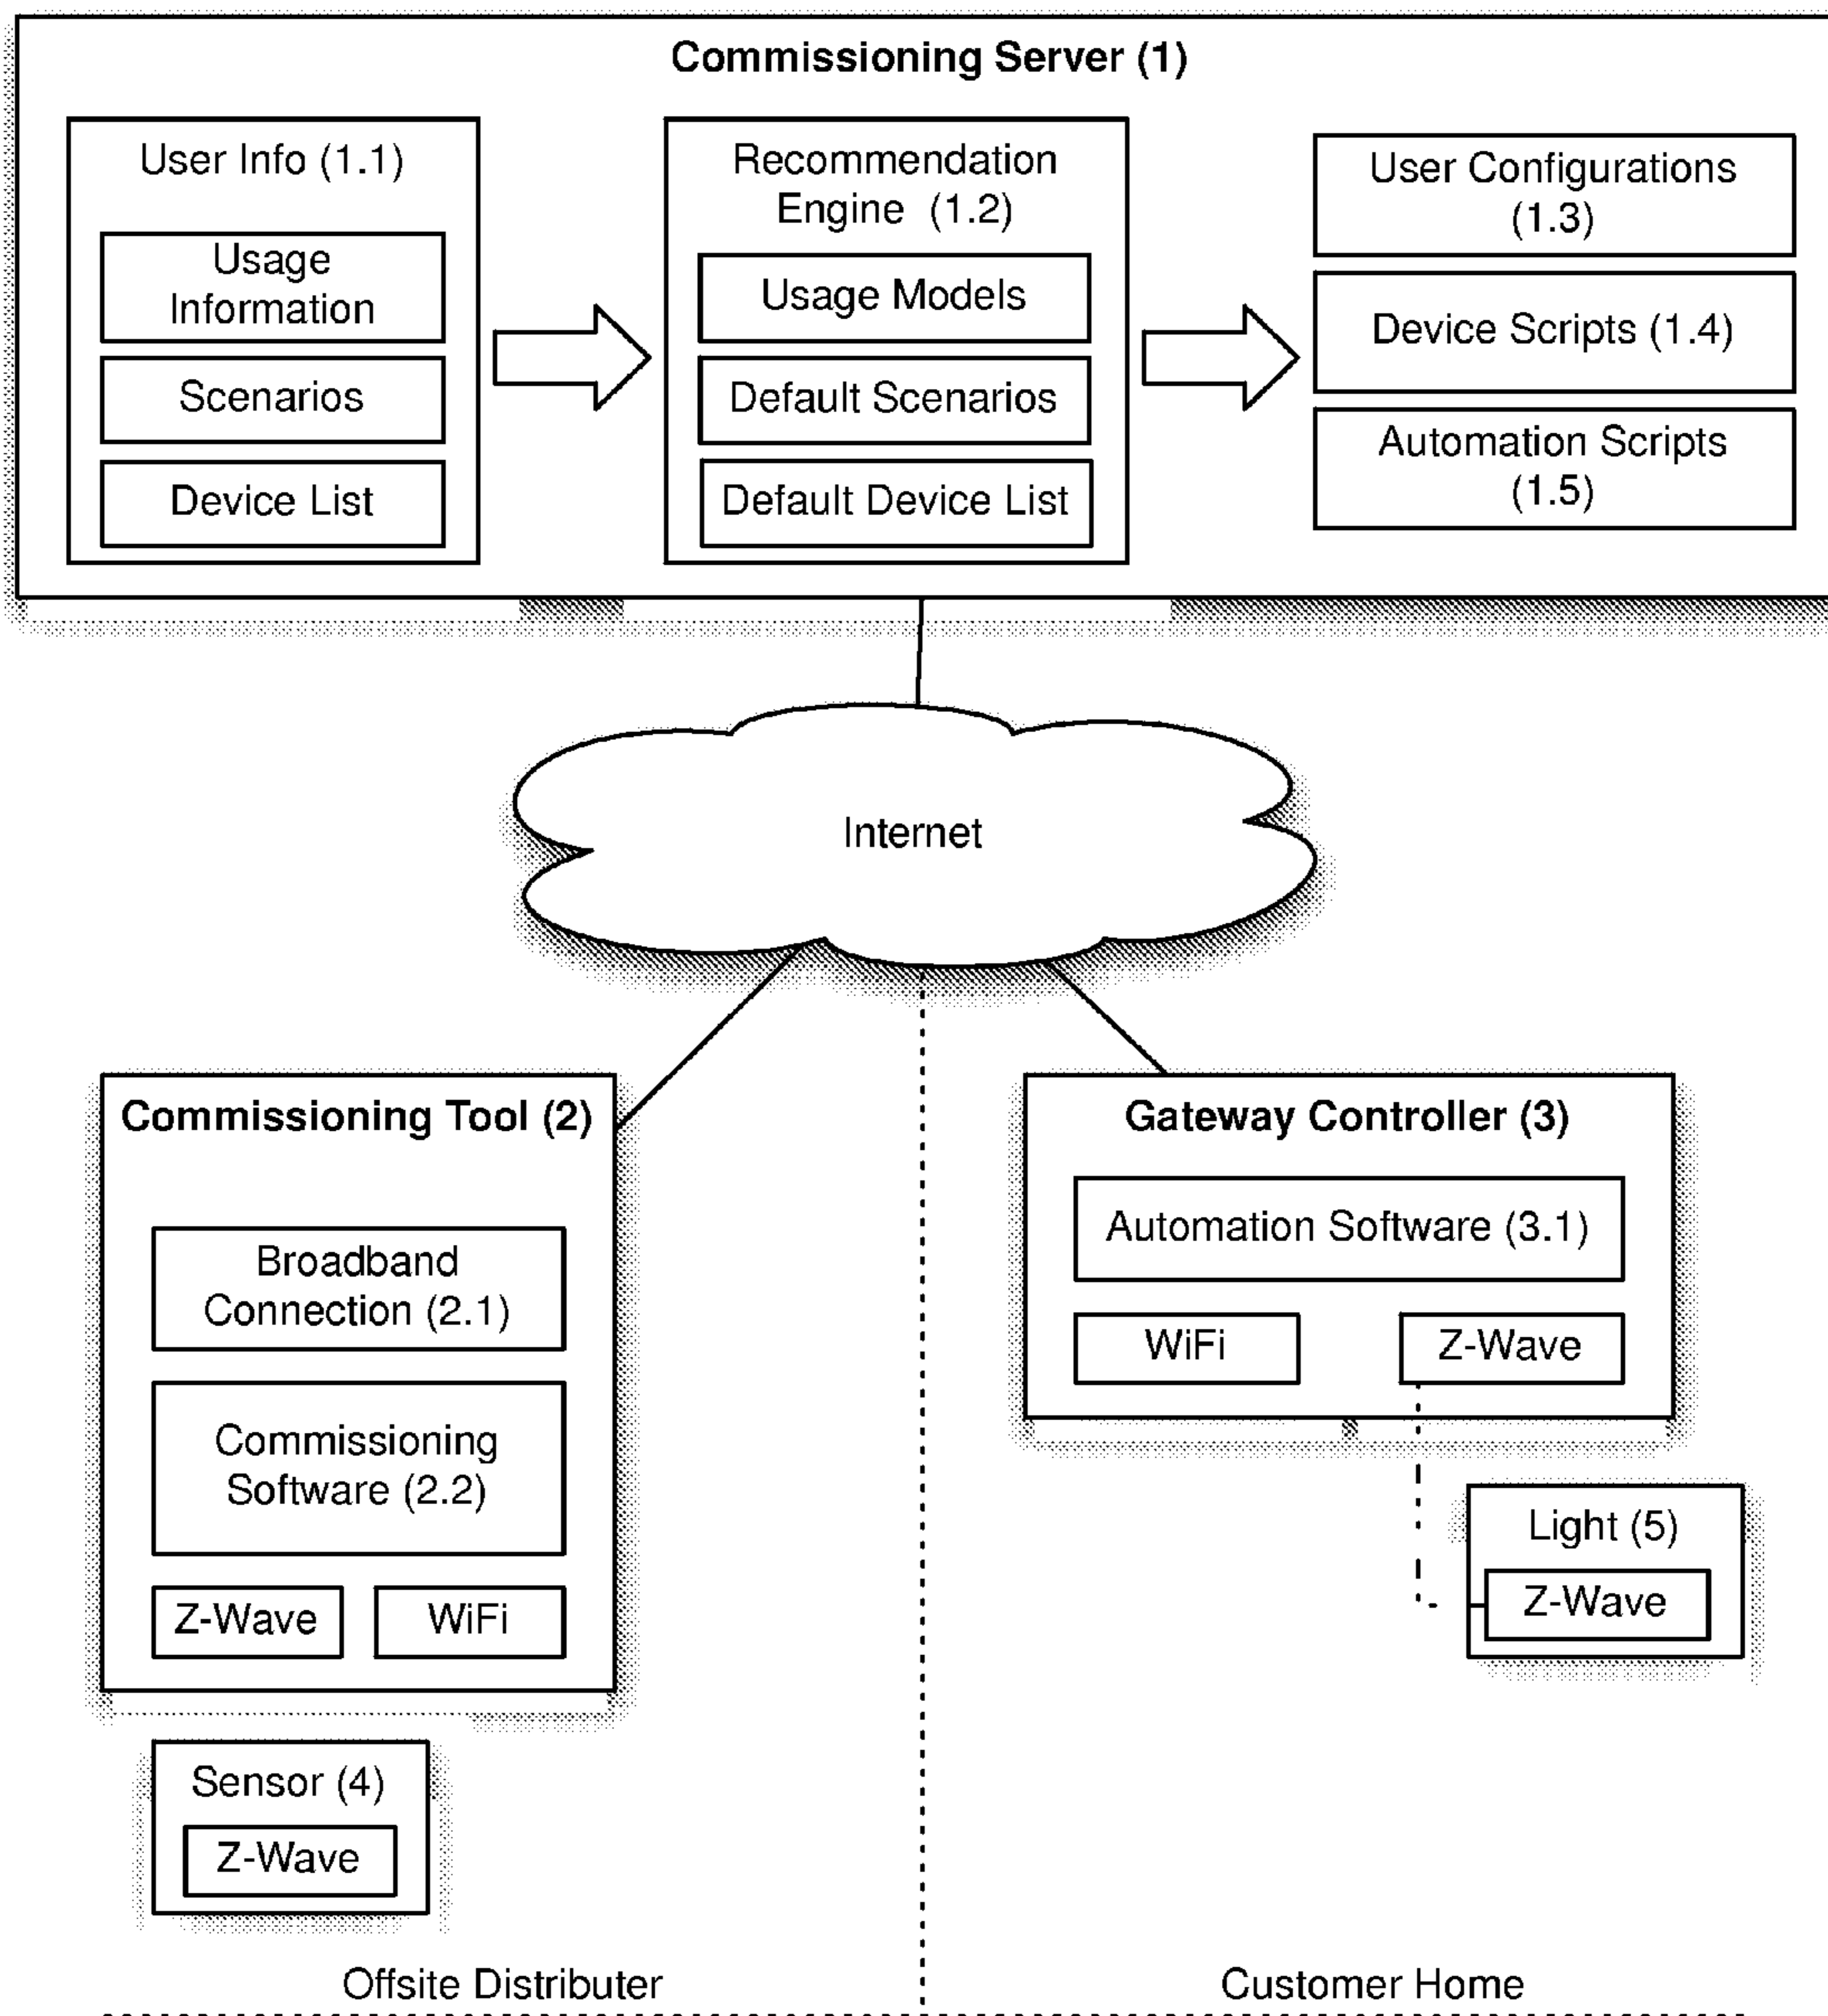 Commissioning Server (1)
User Info (1.1)
Usage
Information
Scenarios
Device List
Recommendation
Engine (1.2)
Usage Models
Default Scenarios
Default Device List
User Configurations
(1.3)
Device Scripts (1.4)
Automation Scripts
(1.5)
Internet
Commissioning Tool (2)
Broadband
Connection (2.1)
Commissioning
Software (2.2)
Z-Wave
WiFi
Sensor (4)
Z-Wave
Offsite Distributer
Gateway Controller (3)
Automation Software (3.1)
WiFi
Z-Wave
Light (5)
Z-Wave
Customer Home